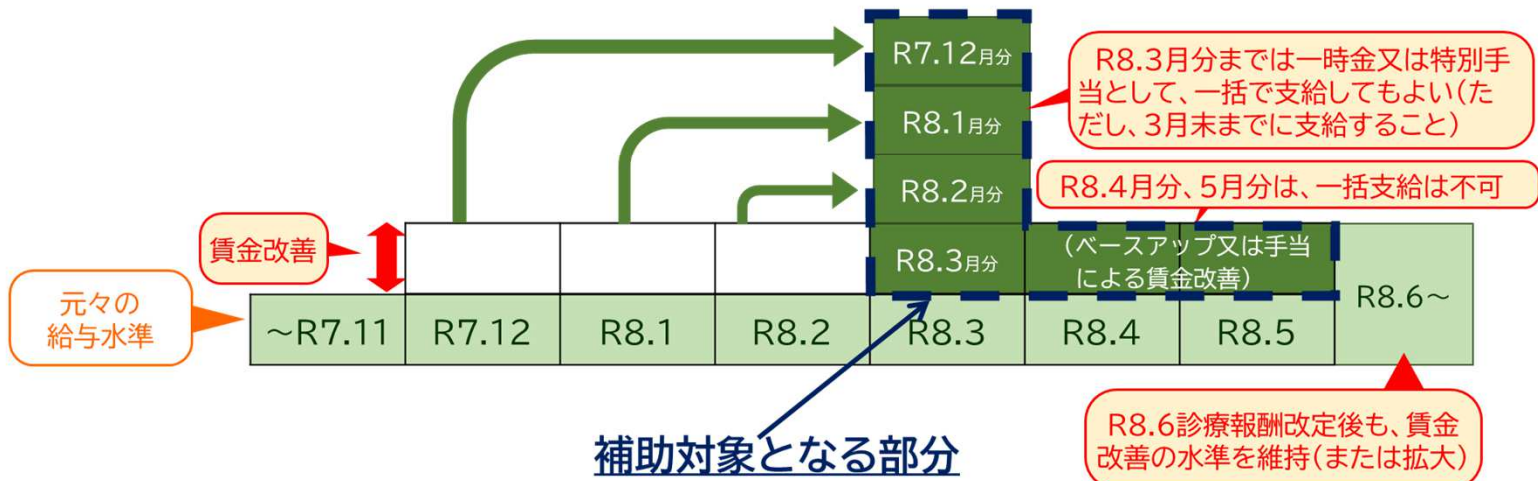 R7.12月分
R8.1月分
R8.2月分
R8.3月分
R8.3月分までは一時金又は特別手
当として、一括で支給してもよい(た
だし、3月末までに支給すること)
R8.4月分、5月分は、一括支給は不可
(ベースアップ又は手当
による賃金改善)
賃金改善
元々の
給与水準
～R7.11
R7.12
R8.1
R8.2
R8.3
R8.4
R8.5
R8.6～
補助対象となる部分
R8.6診療報酬改定後も、賃金
改善の水準を維持(または拡大)